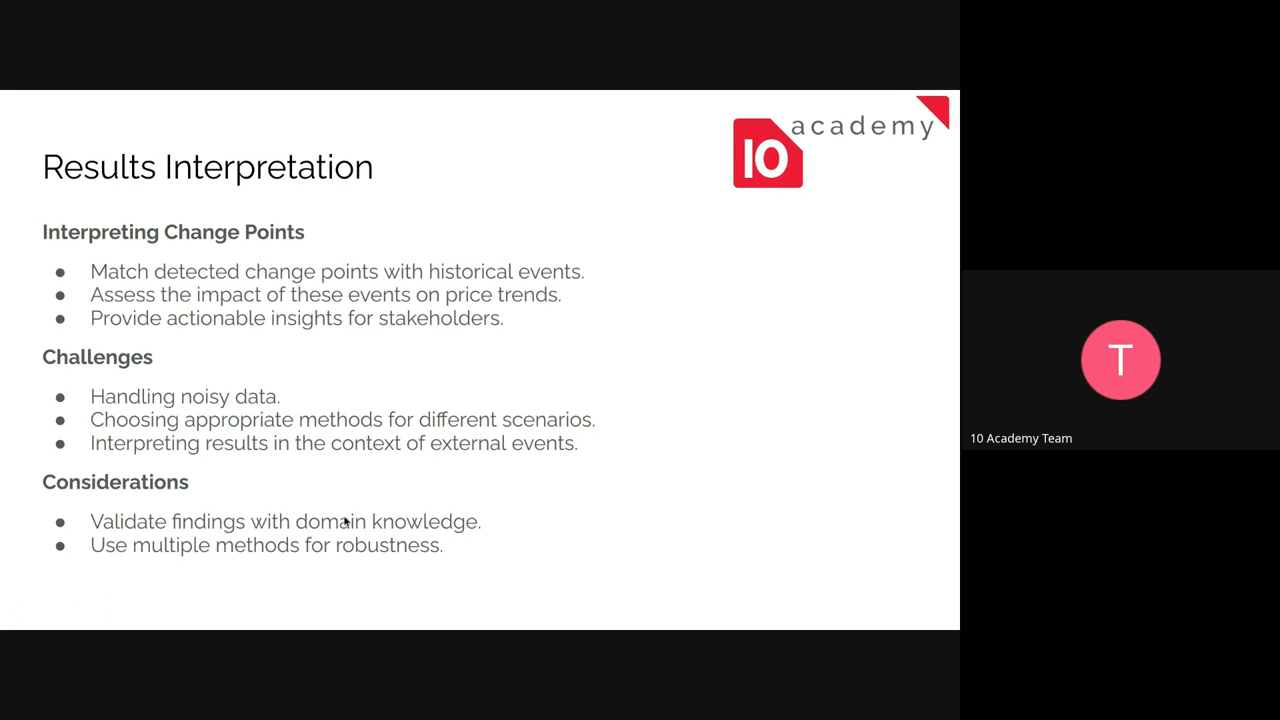 10 academy
Results Interpretation
Interpreting Change Points
● Match detected change points with historical events.
● Assess the impact of these events on price trends.
● Provide actionable insights for stakeholders.
Challenges
● Handling noisy data.
● Choosing appropriate methods for different scenarios.
● Interpreting results in the context of external events.
Considerations
● Validate findings with domain knowledge.
● Use multiple methods for robustness.
T
10 Academy Team